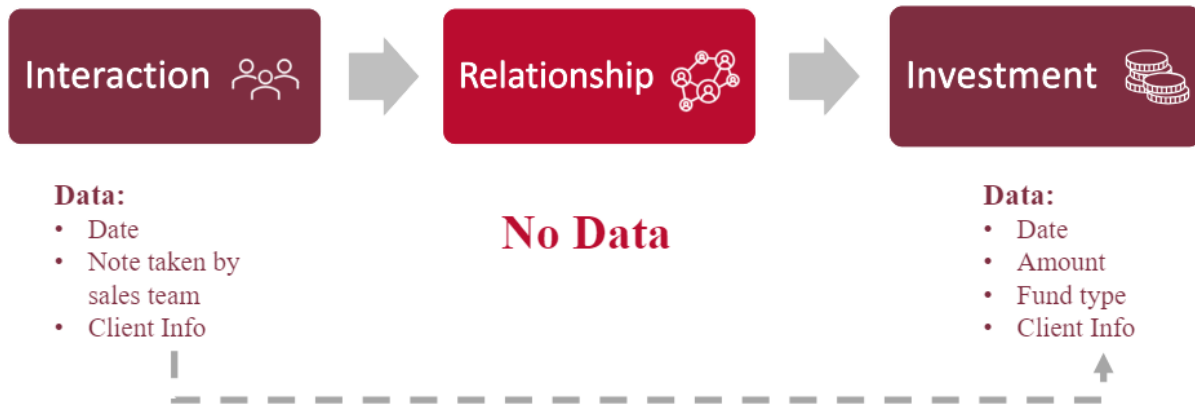 Interaction
Relationship
Investment
Data:
• Date
• Note taken by
sales team
• Client Info
No Data
Data:
• Date
• Amount
• Fund type
• Client Info